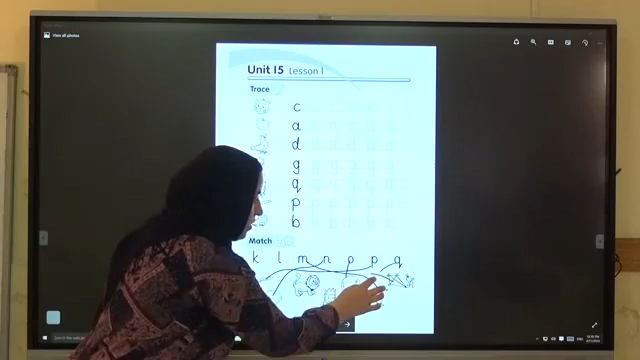 View all photos
Unit 15 Lesson 1
Trace
c
a
d
g
q
p
b
Match
k l m n o p q